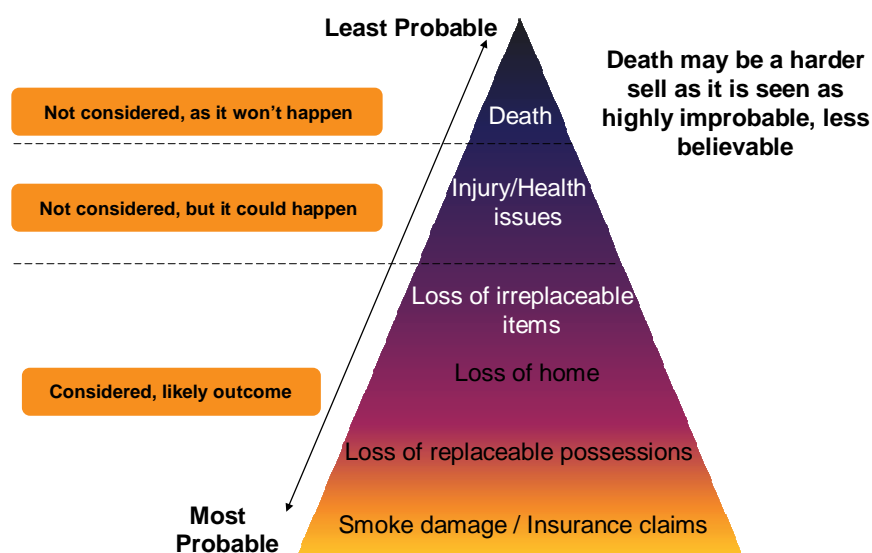 Least Probable
Death may be a harder
sell as it is seen as
highly improbable, less
believable
Not considered, as it won’t happen
Death
Not considered, but it could happen
Injury/Health
issues
Loss of irreplaceable
items
Considered, likely outcome
Loss of home
Loss of replaceable possessions
Most
Probable
Smoke damage / Insurance claims